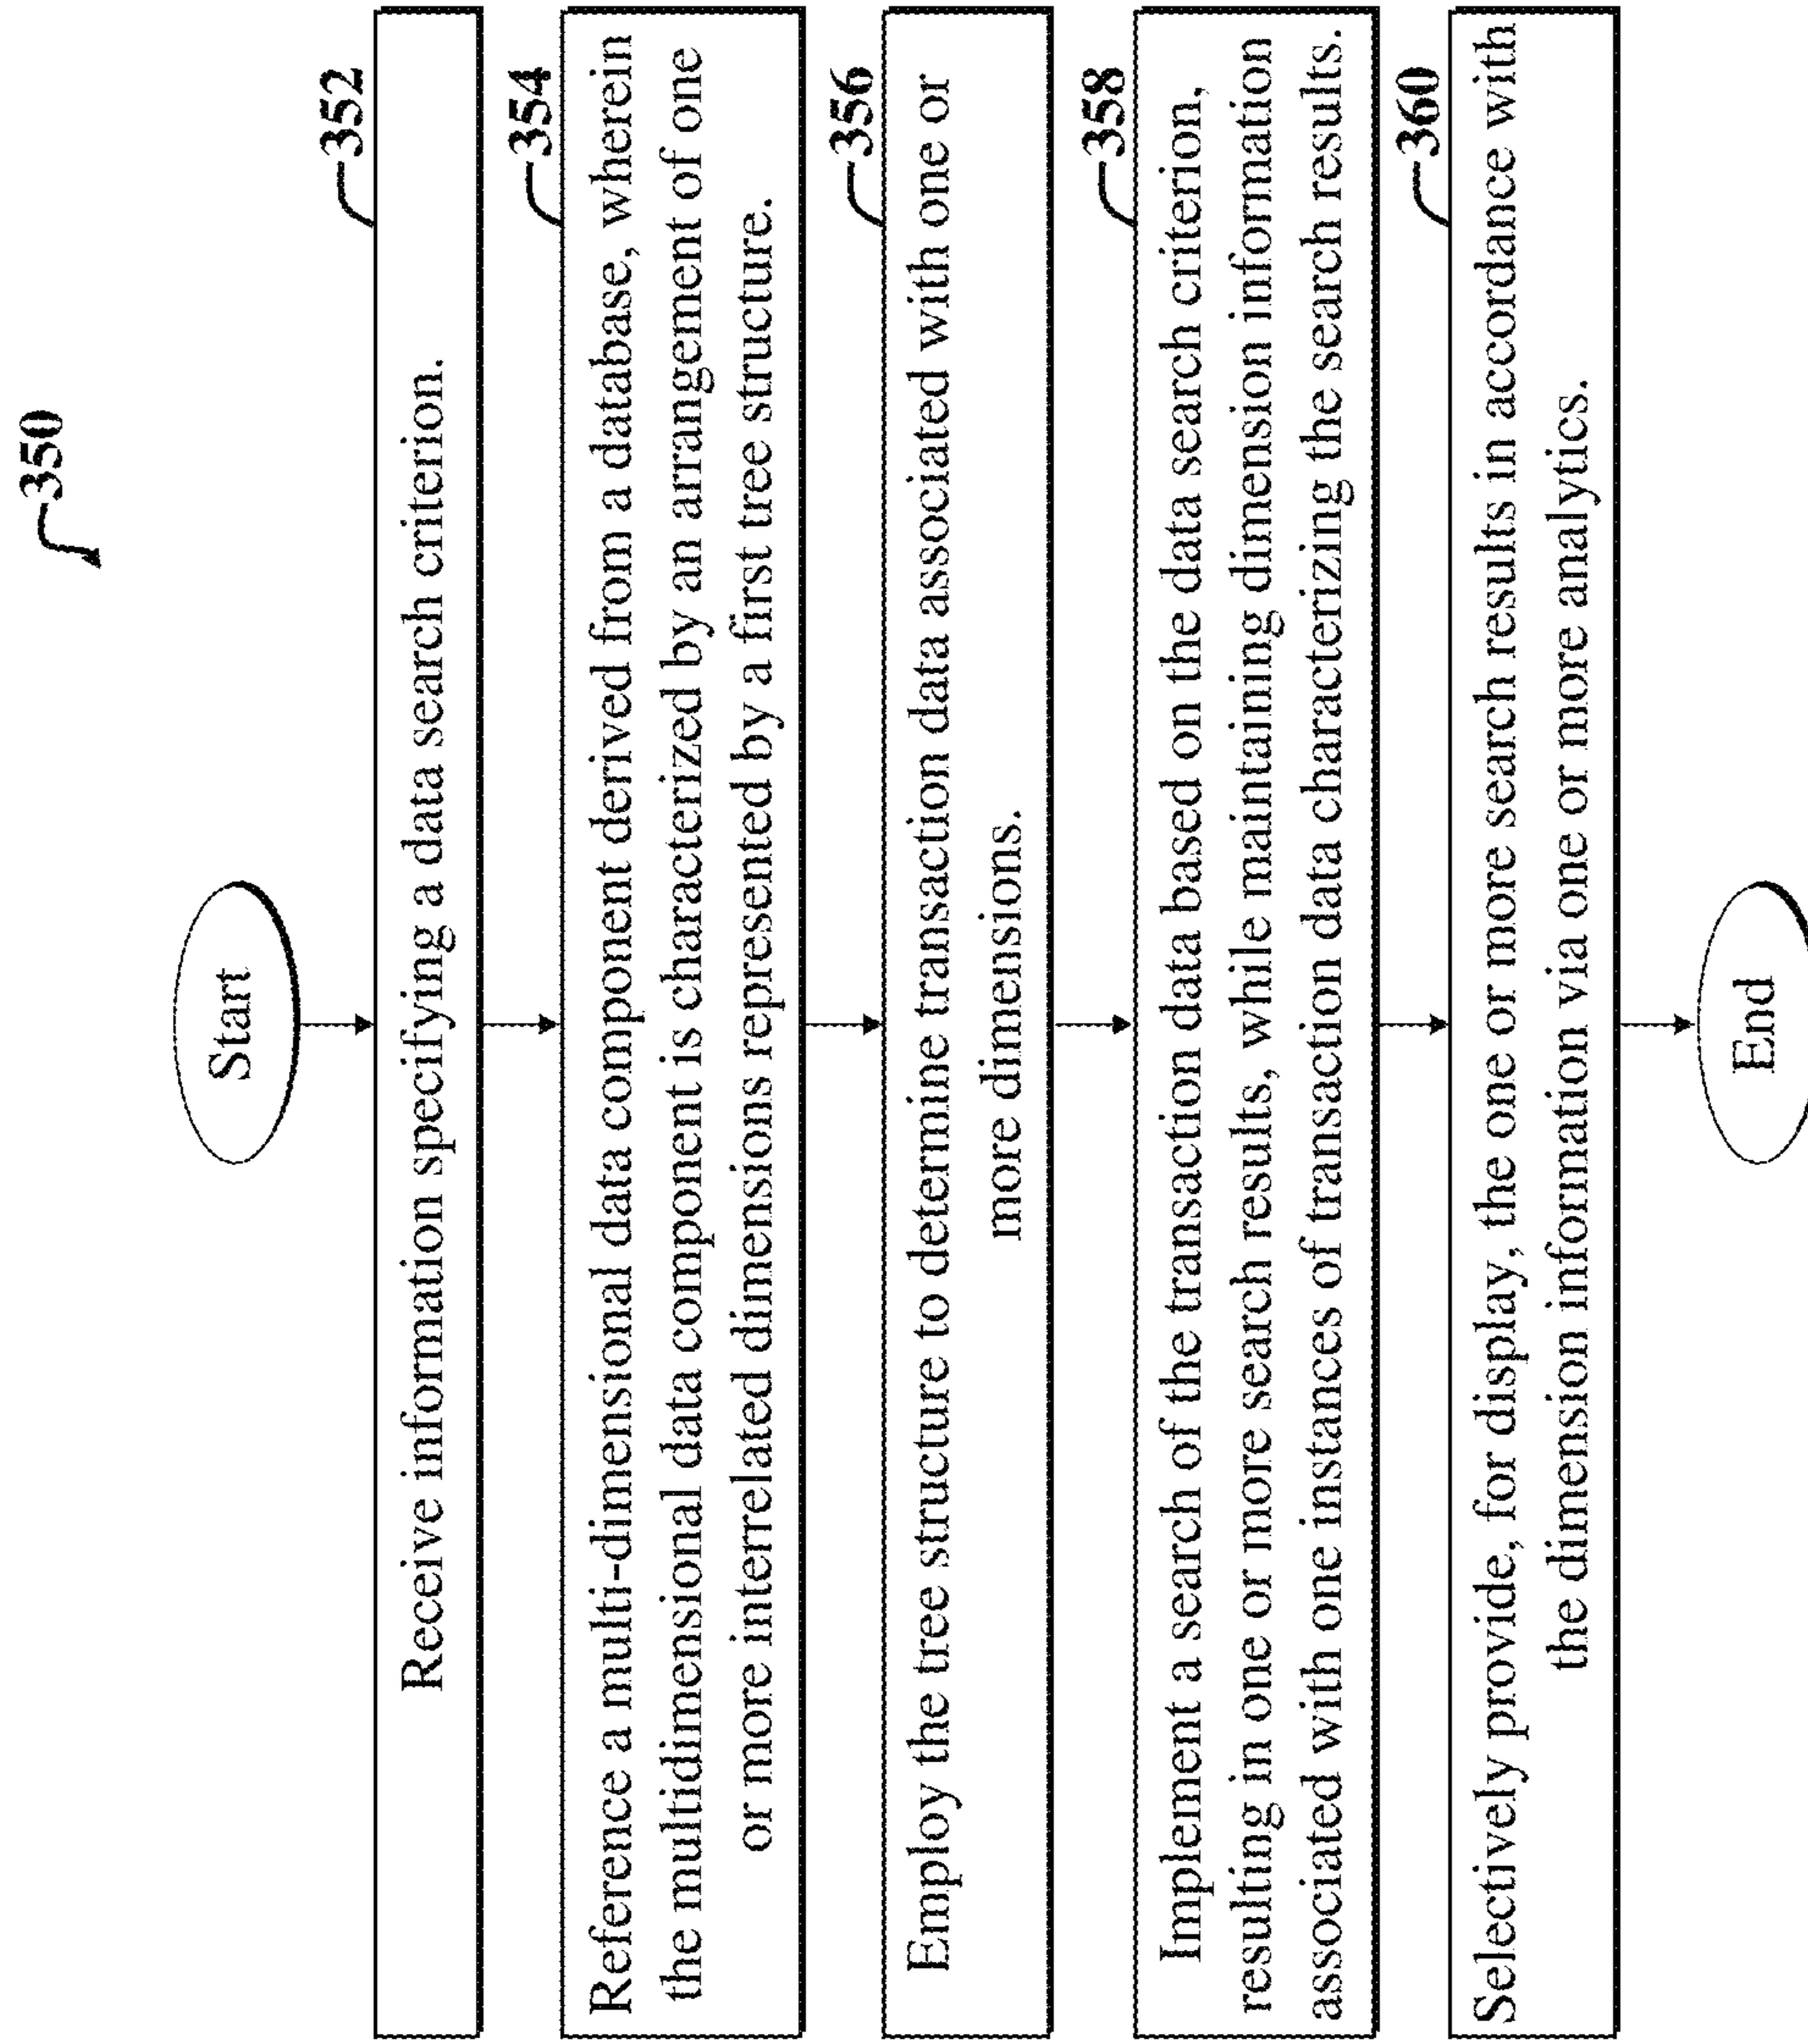 350
Start
352
Receive information specifying a data search criterion.
354
Reference a multi-dimensional data component derived from a database, wherein
the multidimensional data component is characterized by an arrangement of one
or more interrelated dimensions represented by a first tree structure.
356
Employ the tree structure to determine transaction data associated with one or
more dimensions.
358
Implement a search of the transaction data based on the data search criterion,
resulting in one or more search results, while maintaining dimension information
associated with one instances of transaction data characterizing the search results.
360
Selectively provide, for display, the one or more search results in accordance with
the dimension information via one or more analytics.
End